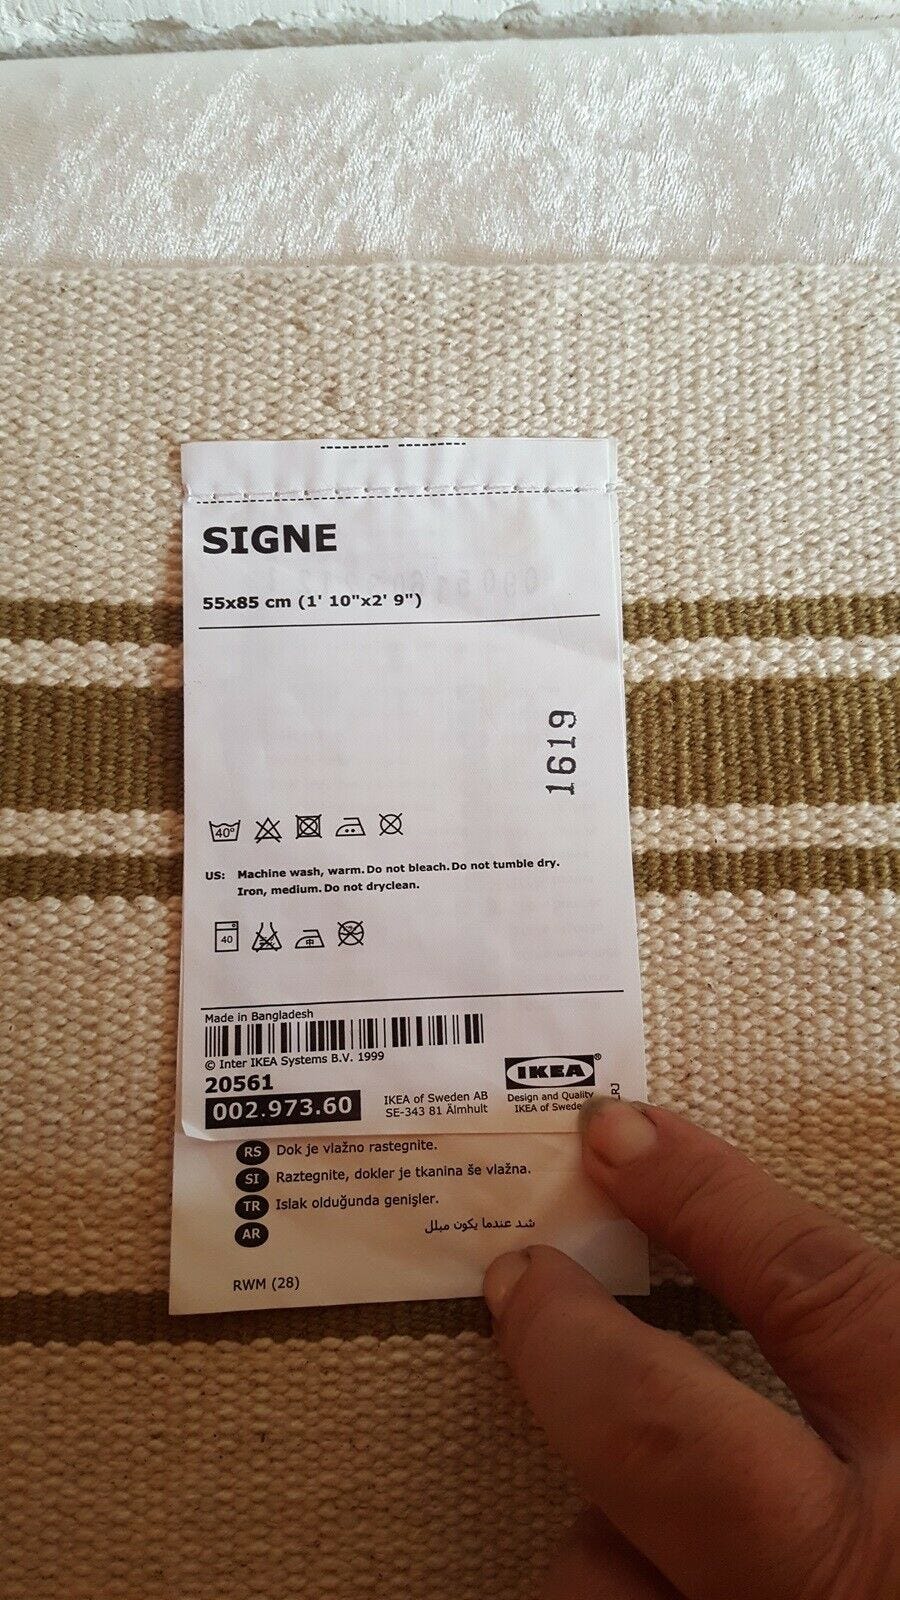 SIGNE
55x85 cm (1' 10"x2' 9")
1619
40°
US: Machine wash, warm. Do not bleach. Do not tumble dry.
Iron, medium. Do not dryclean.
40
Made in Bangladesh
© Inter IKEA Systems B.V. 1999
20561
002.973.60
IKEA of Sweden AB
SE-343 81 Älmhult
IKEA®
Design and Quality
IKEA of Swede
RS Dok je vlažno rastegnite.
SI Raztegnite, dokler je tkanina še vlažna.
TR Islak olduğunda genişler.
AR شد عندما يكون مبلل
RWM (28)